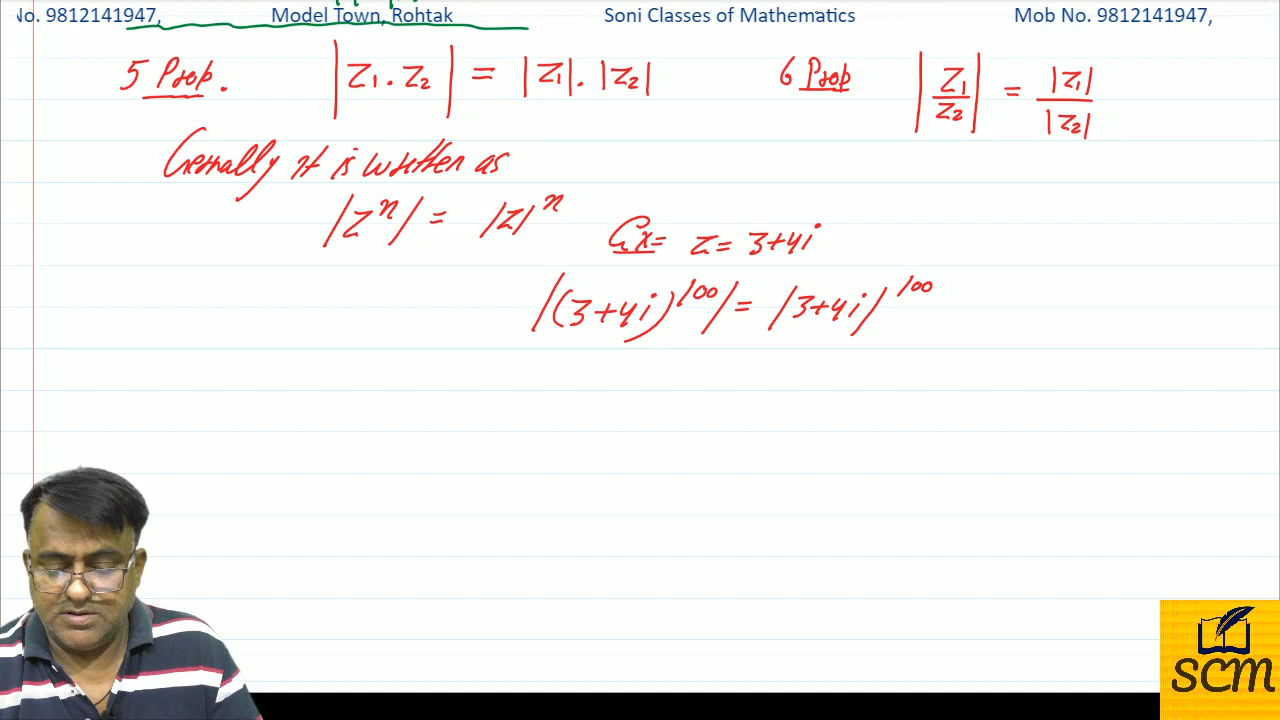 No. 9812141947, Model Town, Rohtak Soni Classes of Mathematics Mob No. 9812141947,
5 Prop. |Z₁ . Z₂| = |Z₁| . |Z₂| 6 Prop |Z₁/Z₂| = |Z₁|/|Z₂|
Genrally it is written as
|Zⁿ| = |Z|ⁿ
Ex= z = 3+4i
|(3+4i)¹⁰⁰| = |3+4i|¹⁰⁰
SCM